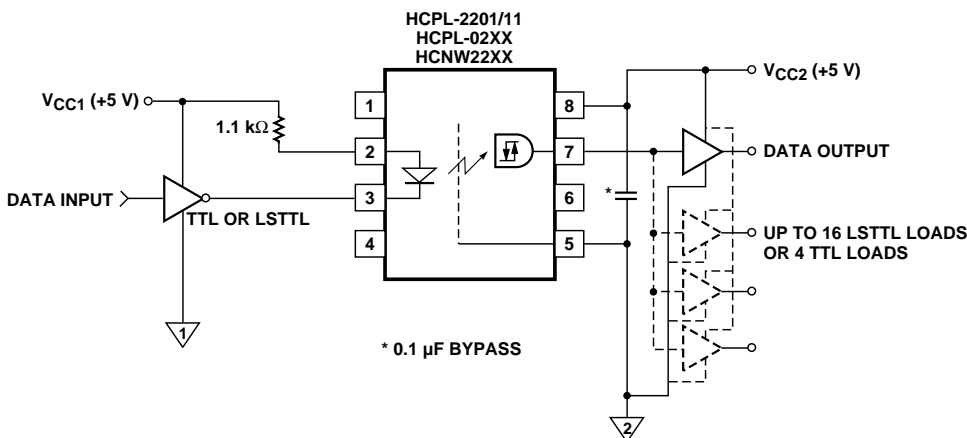 HCPL-2201/11
HCPL-02XX
HCNW22XX
VCC1 (+5 V)
1.1 kΩ
DATA INPUT
TTL OR LSTTL
1
1
2
3
4
8
7
6
5
*
VCC2 (+5 V)
DATA OUTPUT
UP TO 16 LSTTL LOADS
OR 4 TTL LOADS
* 0.1 µF BYPASS
2